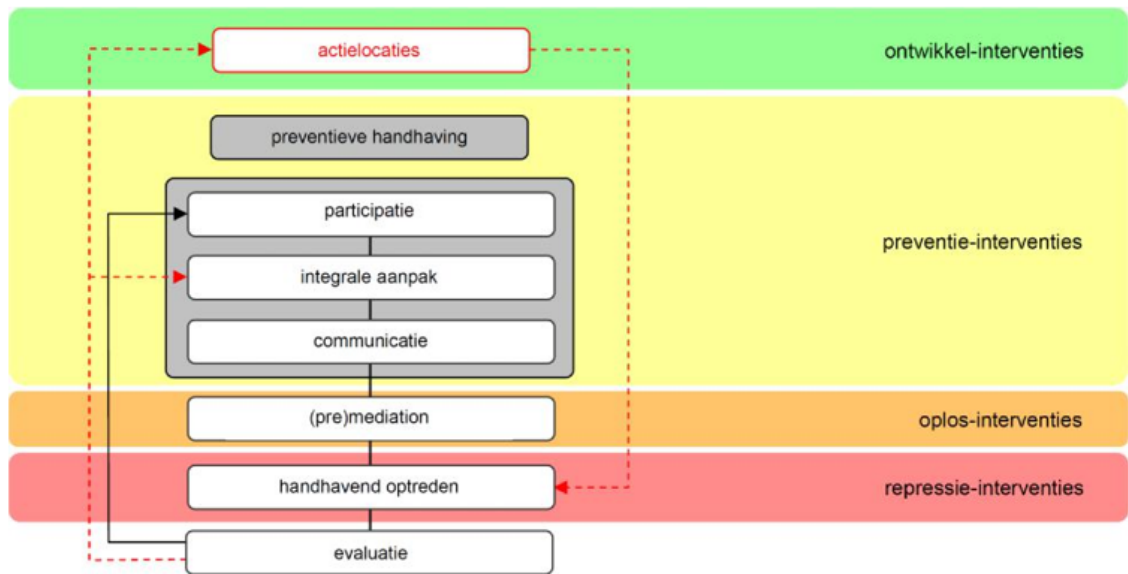 actielocaties
ontwikkel-interventies
preventieve handhaving
participatie
preventie-interventies
integrale aanpak
communicatie
(pre)mediation
oplos-interventies
handhavend optreden
repressie-interventies
evaluatie